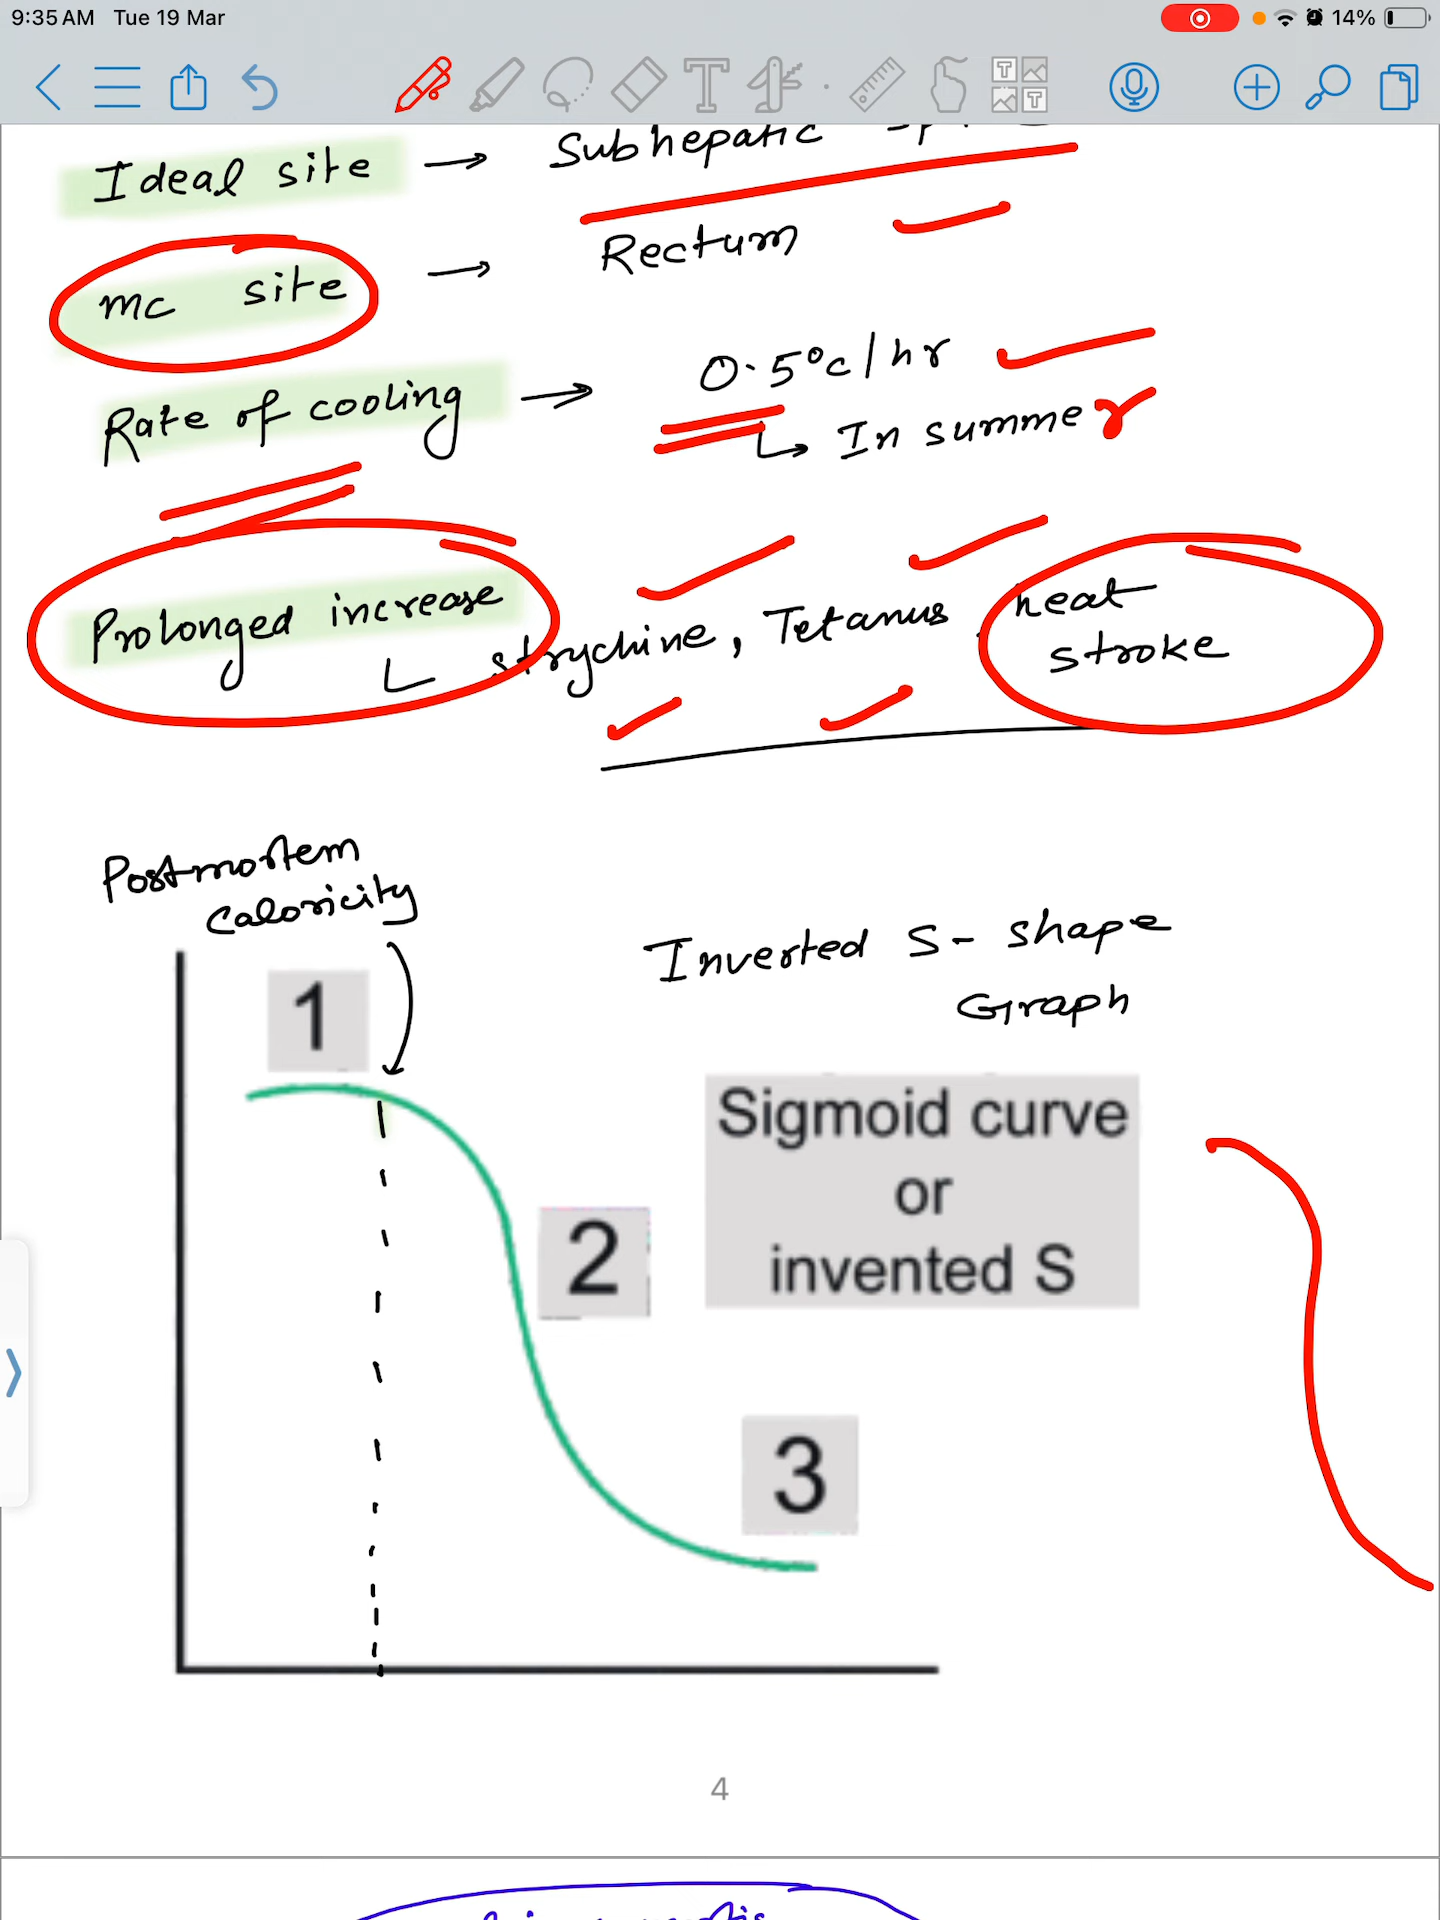 9:35 AM Tue 19 Mar
14%
Ideal site → Subhepatic
mc site → Rectum
Rate of cooling → 0.5°c/hr
↳ In summer
Prolonged increase
strychine, Tetanus, heat stroke
Postmortem
Caloricity
Inverted S- shape
Graph
1
2
3
Sigmoid curve
or
invented S
4